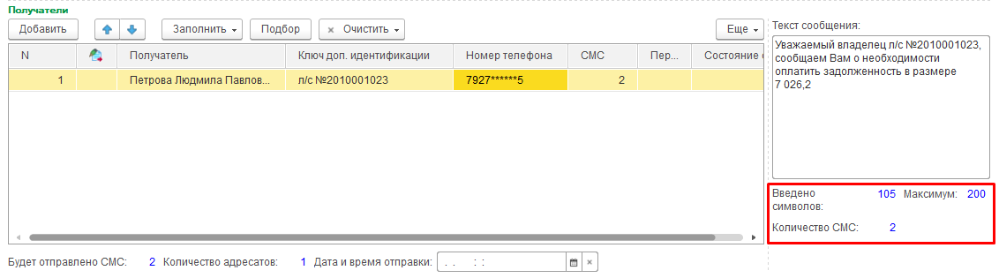 Получатели
Добавить Заполнить Подбор × Очистить Еще
N Получатель Ключ доп. идентификации Номер телефона СМС Пер... Состояние
1 Петрова Людмила Павлов... л/с №2010001023 7927******5 2
Будет отправлено СМС: 2 Количество адресатов: 1 Дата и время отправки: . . : :
Текст сообщения:
Уважаемый владелец л/с №2010001023,
сообщаем Вам о необходимости
оплатить задолженность в размере
7 026,2
Введено 105 Максимум: 200
символов:
Количество СМС: 2